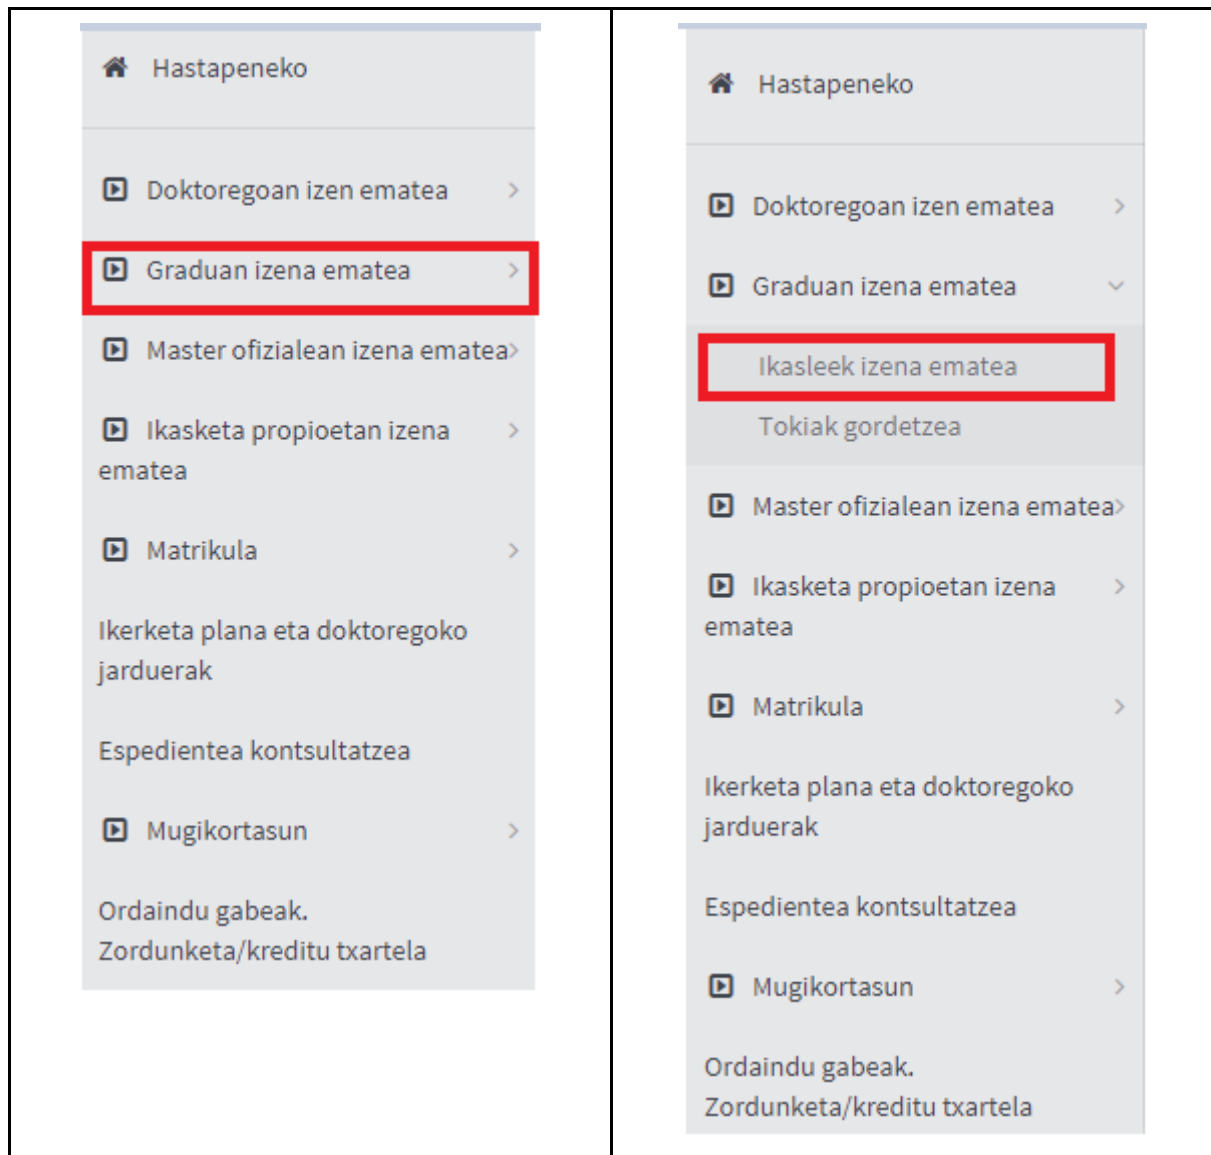 Hastapeneko
Doktoregoan izen ematea
Graduan izena ematea
Master ofizialean izena ematea
Ikasketa propioetan izena
ematea
Matrikula
Ikerketa plana eta doktoregoko
jarduerak
Espedientea kontsultatzea
Mugikortasun
Ordaindu gabeak.
Zordunketa/kreditu txartela
Hastapeneko
Doktoregoan izen ematea
Graduan izena ematea
Ikasleek izena ematea
Tokiak gordetzea
Master ofizialean izena ematea
Ikasketa propioetan izena
ematea
Matrikula
Ikerketa plana eta doktoregoko
jarduerak
Espedientea kontsultatzea
Mugikortasun
Ordaindu gabeak.
Zordunketa/kreditu txartela